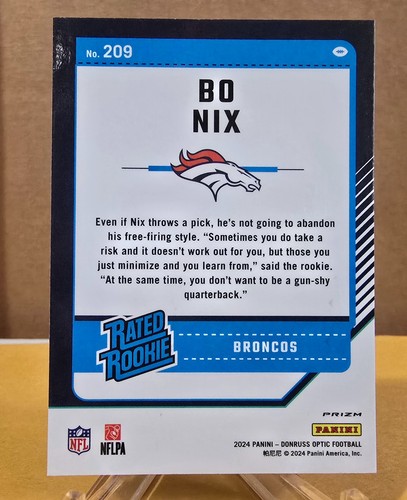 No. 209
BO
NIX
Even if Nix throws a pick, he's not going to abandon
his free-firing style. “Sometimes you do take a
risk and it doesn't work out for you, but those you
just minimize and you learn from,” said the rookie.
“At the same time, you don't want to be a gun-shy
quarterback.”
RATED
ROOKIE
BRONCOS
PRIZM
PANINI
NFL
NFLPA
2024 PANINI – DONRUSS OPTIC FOOTBALL
帕尼尼 © 2024 Panini America, Inc.